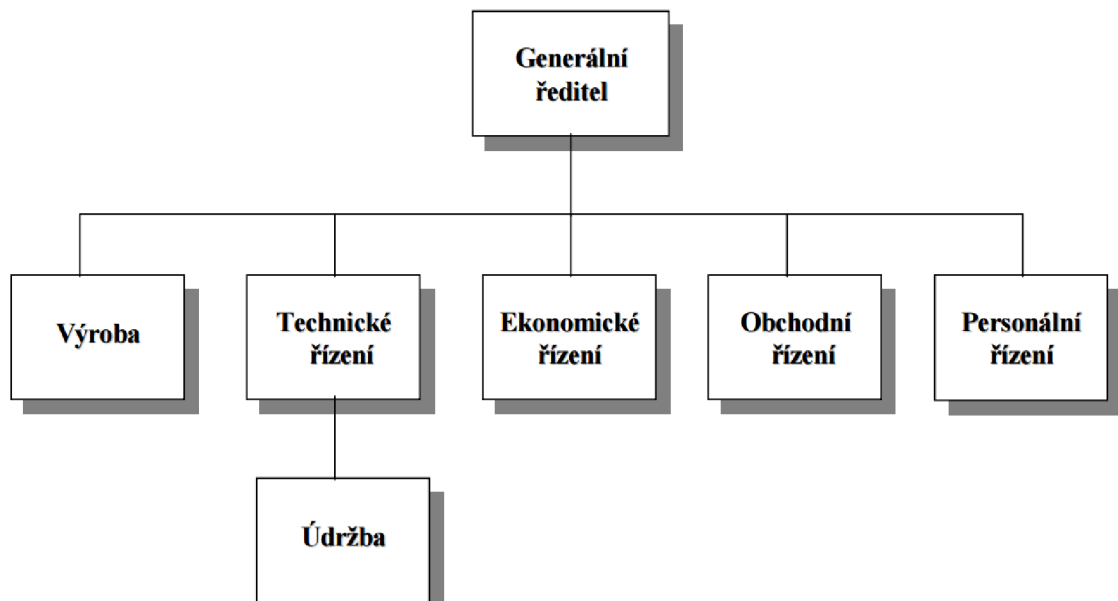 Generální
ředitel
Výroba
Technické
řízení
Ekonomické
řízení
Obchodní
řízení
Personální
řízení
Údržba